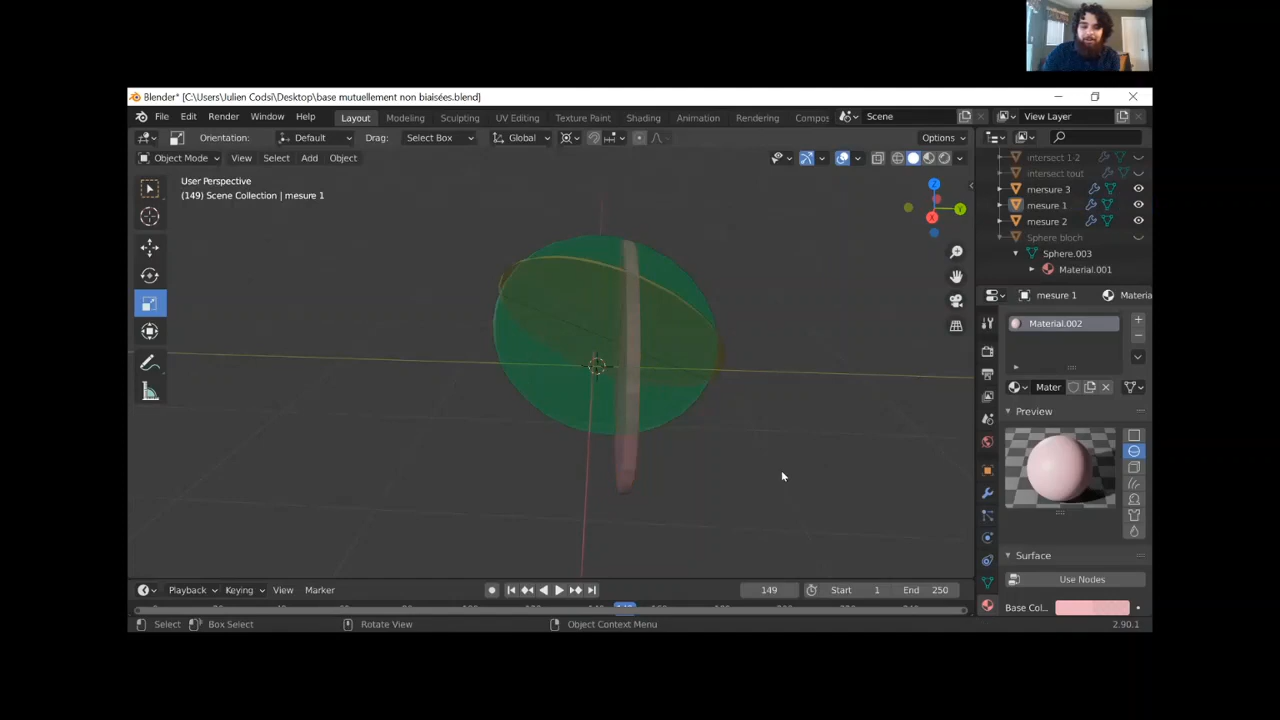 Blender* [C:\Users\Julien Codsi\Desktop\base mutuellement non biaisées.blend]
File Edit Render Window Help Layout Modeling Sculpting UV Editing Texture Paint Shading Animation Rendering Compos Scene View Layer
Orientation: Default Drag: Select Box Global Options
Object Mode View Select Add Object
User Perspective
(149) Scene Collection | mesure 1
Z
Y
X
intersect 1-2
intersect tout
mersure 3
mesure 1
mesure 2
Sphere bloch
Sphere.003
Material.001
mesure 1 Materia
Material.002
Mater
Preview
Surface
Use Nodes
Base Col...
Playback Keying View Marker 149 Start 1 End 250
Select Box Select Rotate View Object Context Menu 2.90.1